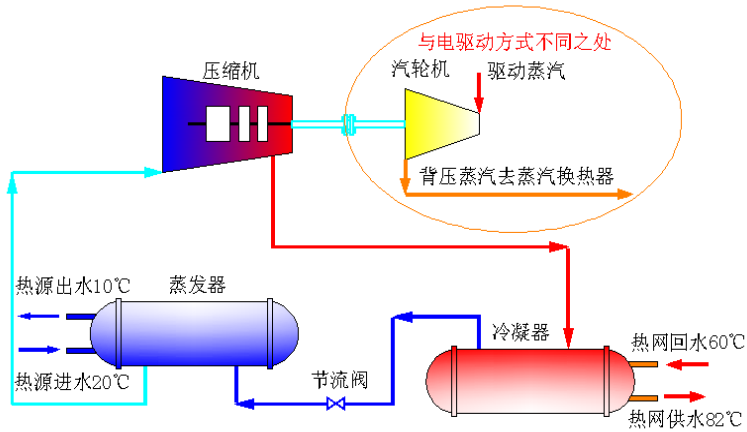 与电驱动方式不同之处
压缩机
汽轮机
驱动蒸汽
背压蒸汽去蒸汽换热器
热源出水10℃
蒸发器
热源进水20℃
节流阀
冷凝器
热网回水60℃
热网供水82℃